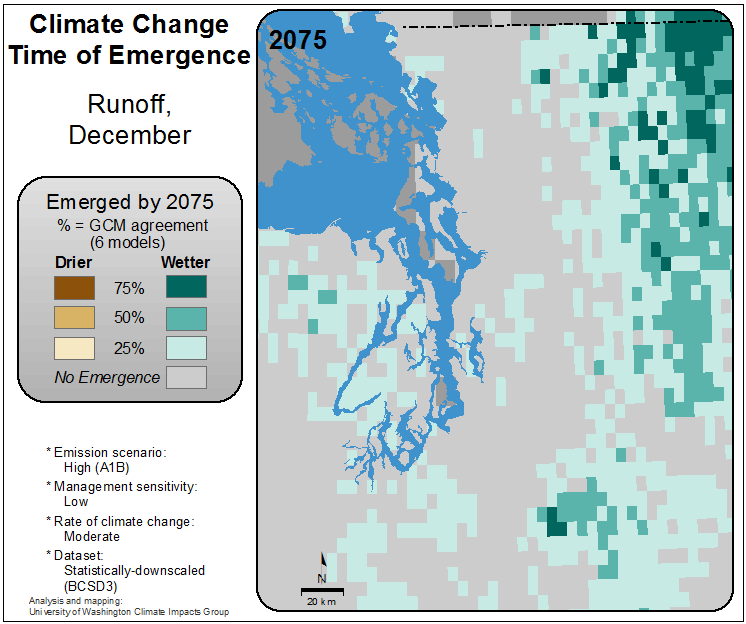 Climate Change
Time of Emergence
Runoff,
December
Emerged by 2075
% = GCM agreement
(6 models)
Drier
Wetter
75%
50%
25%
No Emergence
* Emission scenario:
High (A1B)
* Management sensitivity:
Low
* Rate of climate change:
Moderate
* Dataset:
Statistically-downscaled
(BCSD3)
Analysis and mapping:
University of Washington Climate Impacts Group
2075
N
20 km